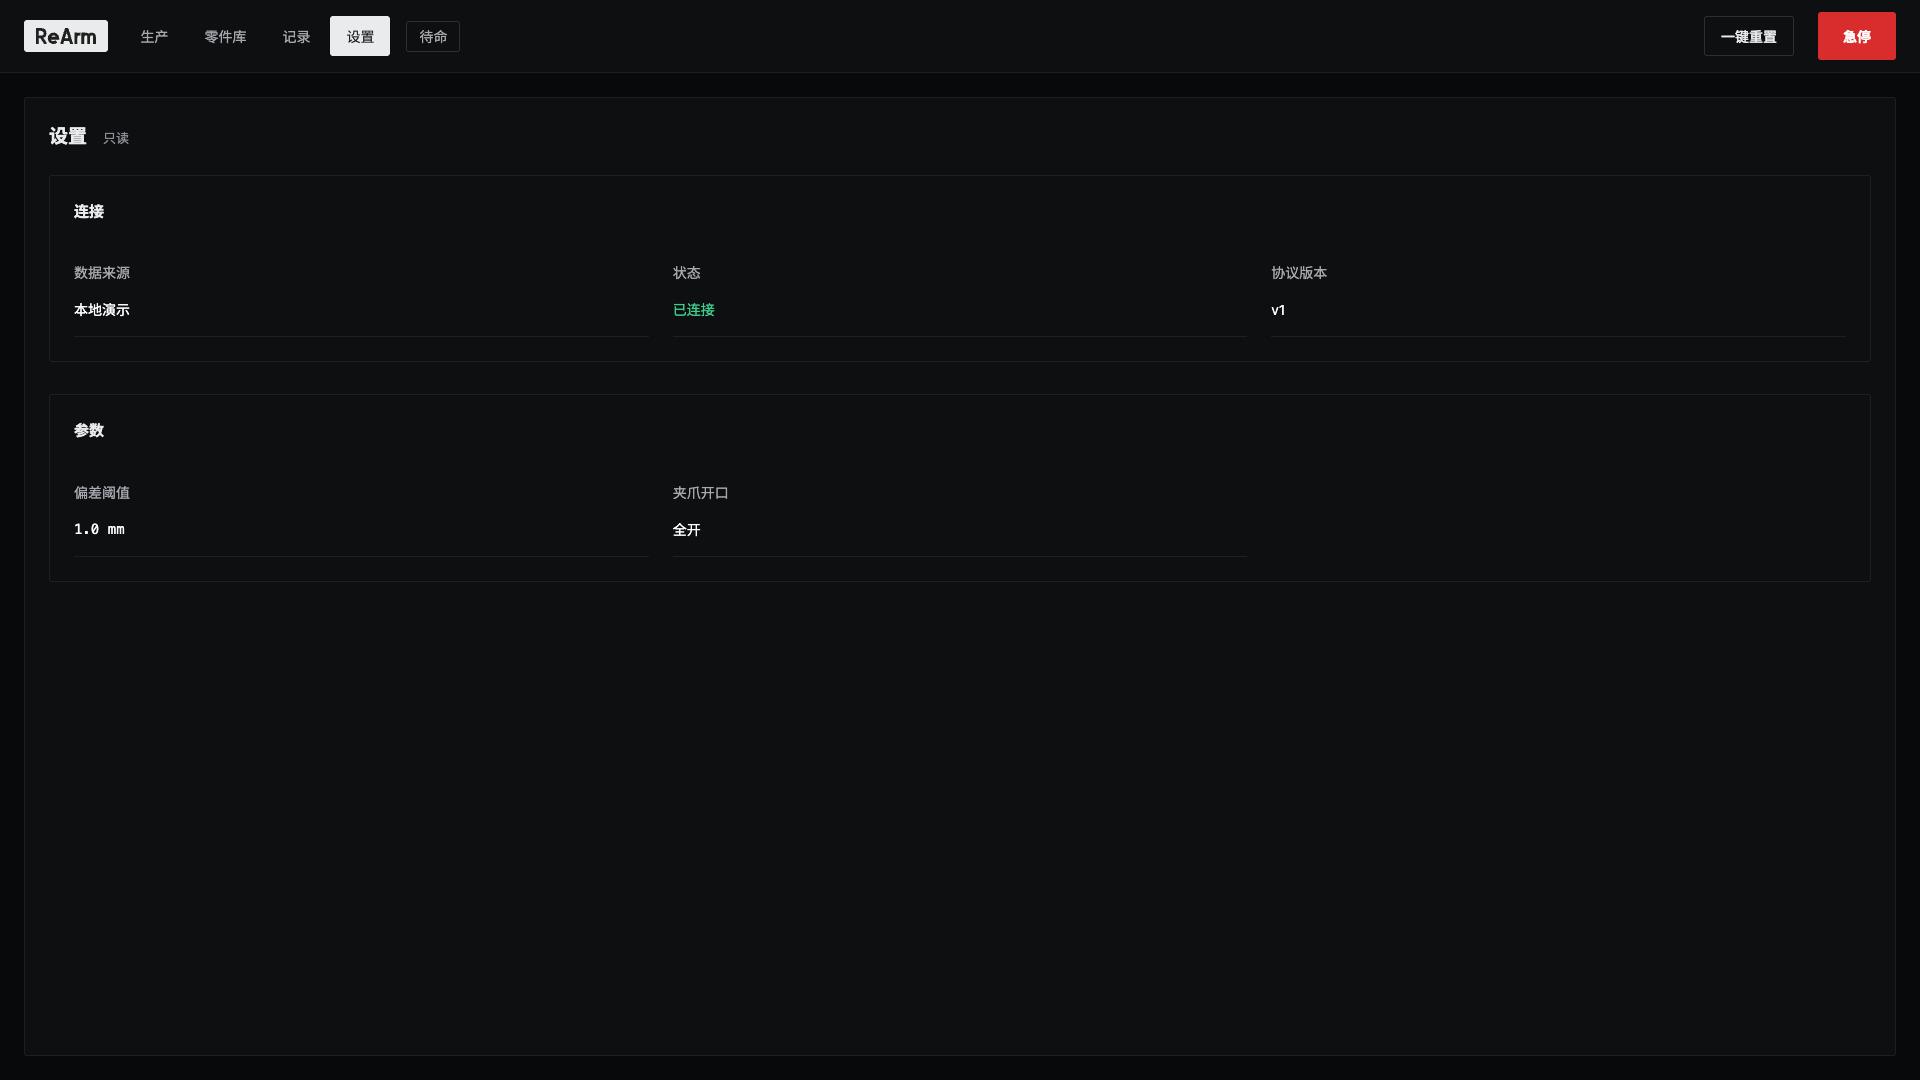 ReArm 生产 零件库 记录 设置 待命 一键重置 急停
设置 只读
连接
数据来源 状态 协议版本
本地演示 已连接 v1
参数
偏差阈值 夹爪开口
1.0 mm 全开